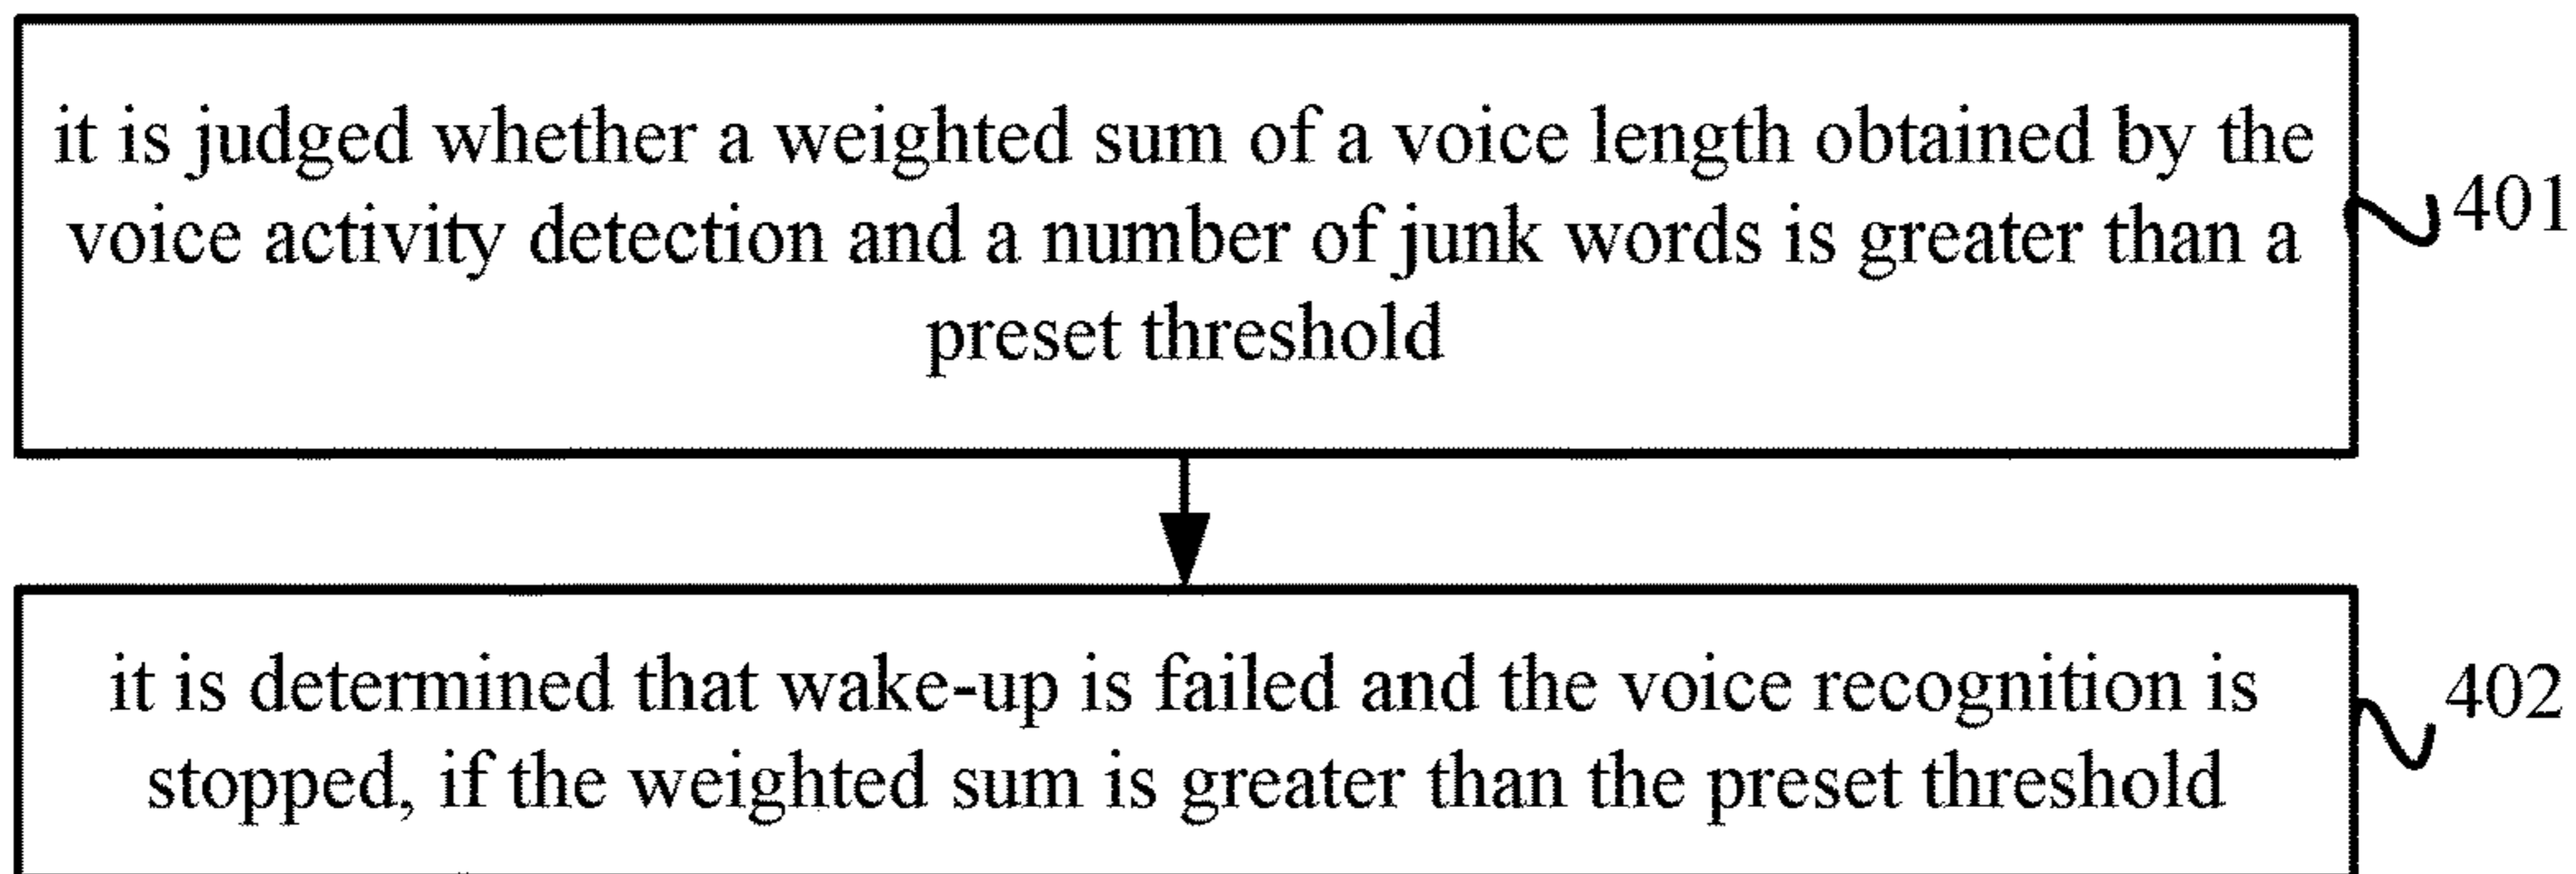 it is judged whether a weighted sum of a voice length obtained by the
voice activity detection and a number of junk words is greater than a
preset threshold
401
it is determined that wake-up is failed and the voice recognition is
stopped, if the weighted sum is greater than the preset threshold
402